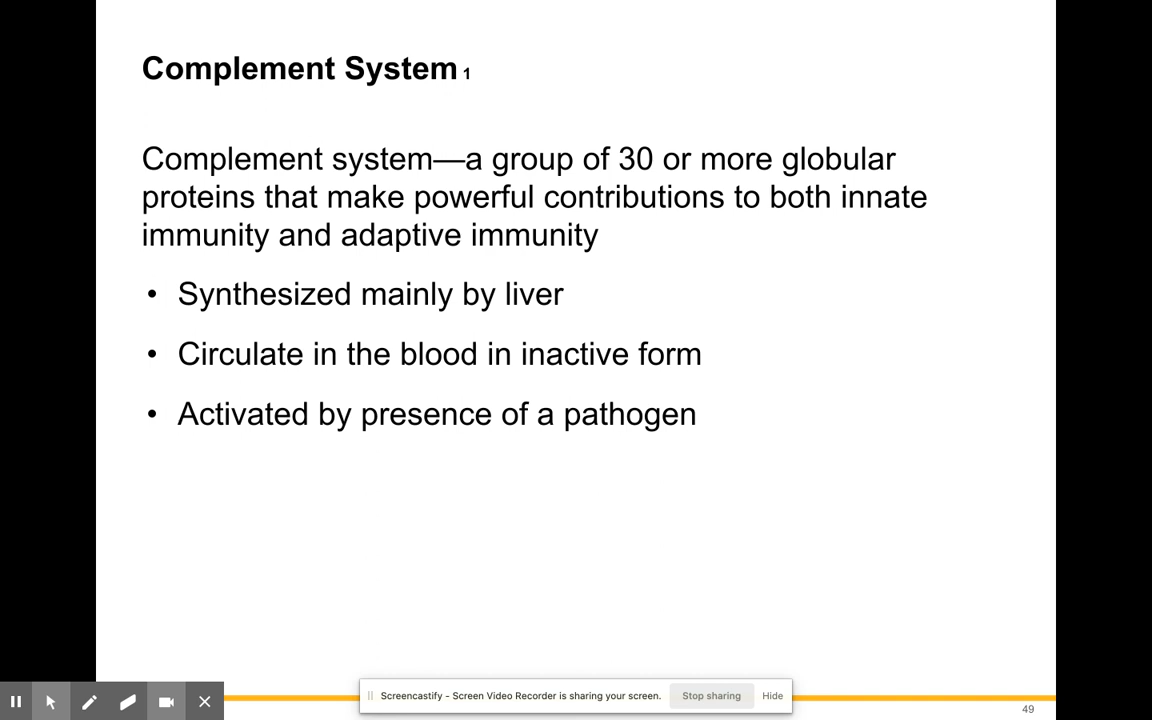 Complement System 1
Complement system—a group of 30 or more globular
proteins that make powerful contributions to both innate
immunity and adaptive immunity
• Synthesized mainly by liver
• Circulate in the blood in inactive form
• Activated by presence of a pathogen
Screencastify - Screen Video Recorder is sharing your screen. Stop sharing Hide
49